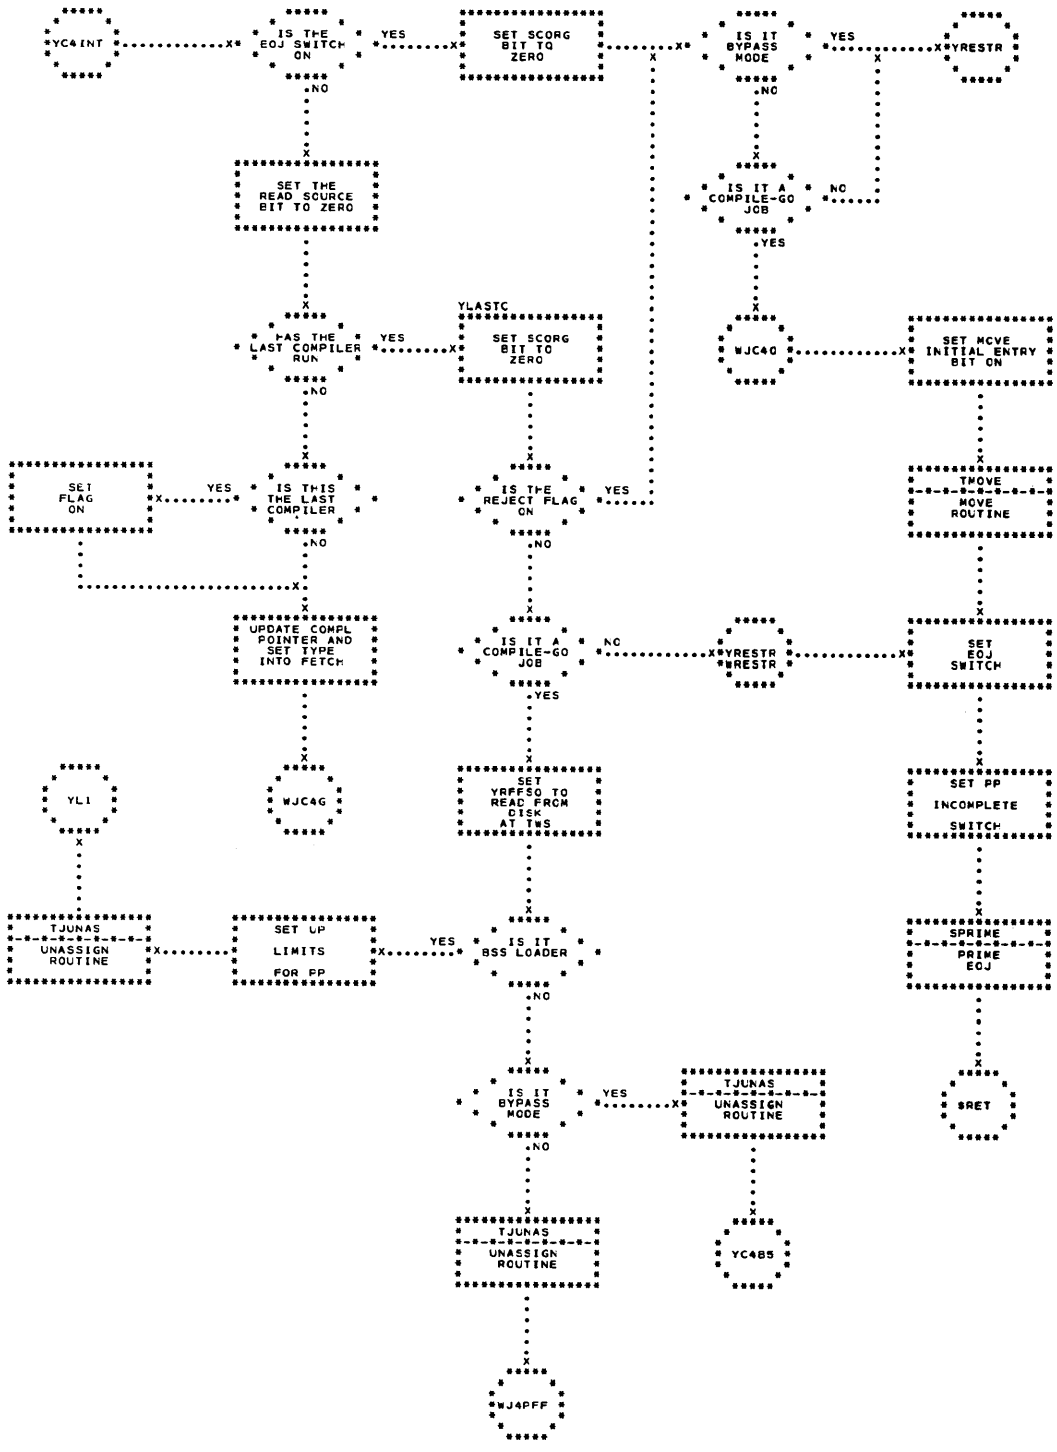 YC4INT
IS THE
EOJ SWITCH
ON
YES
NO
SET SCORG
BIT TO
ZERO
IS IT
BYPASS
MODE
YES
NO
YRESTR
SET THE
READ SOURCE
BIT TO ZERO
IS IT A
COMPILE-GO
JOB
NO
YES
HAS THE
LAST COMPILER
RUN
YES
NO
YLASTC
SET SCORG
BIT TO
ZERO
WJC40
SET MOVE
INITIAL ENTRY
BIT ON
SET
FLAG
ON
YES
IS THIS
THE LAST
COMPILER
NO
IS THE
REJECT FLAG
ON
YES
NO
TMOVE
MOVE
ROUTINE
UPDATE COMPL
POINTER AND
SET TYPE
INTO FETCH
IS IT A
COMPILE-GO
JOB
NO
YES
YRESTR
WRESTR
SET
EOJ
SWITCH
YL1
WJC4G
SET
YRFFSO TO
READ FROM
DISK
AT TWS
SET PP
INCOMPLETE
SWITCH
TJUNAS
UNASSIGN
ROUTINE
SET UP
LIMITS
FOR PP
YES
IS IT
BSS LOADER
NO
SPRIME
PRIME
EOJ
IS IT
BYPASS
MODE
YES
NO
TJUNAS
UNASSIGN
ROUTINE
$RET
TJUNAS
UNASSIGN
ROUTINE
YC4B5
WJ4PFF